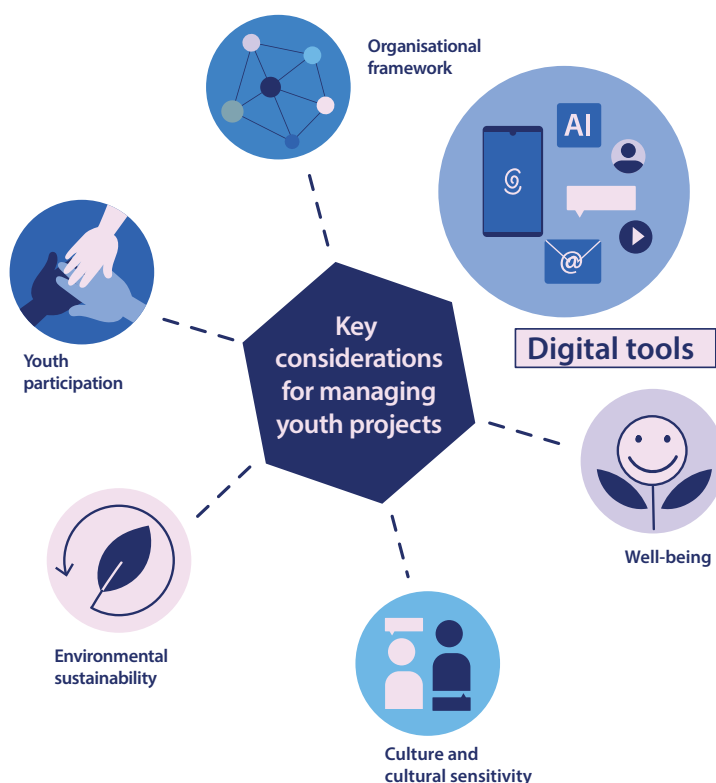 Organisational
framework
AI
@
Digital tools
Key
considerations
for managing
youth projects
Youth
participation
Well-being
Environmental
sustainability
Culture and
cultural sensitivity